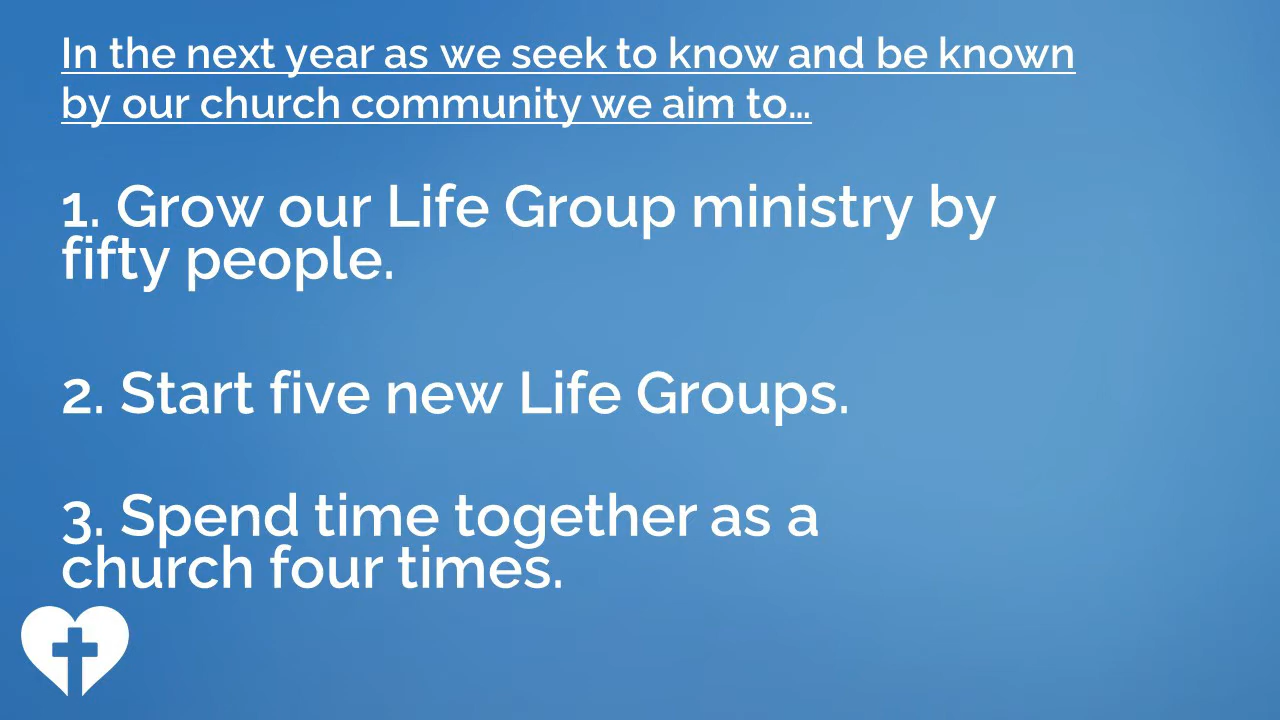 In the next year as we seek to know and be known
by our church community we aim to...
1. Grow our Life Group ministry by
fifty people.
2. Start five new Life Groups.
3. Spend time together as a
church four times.